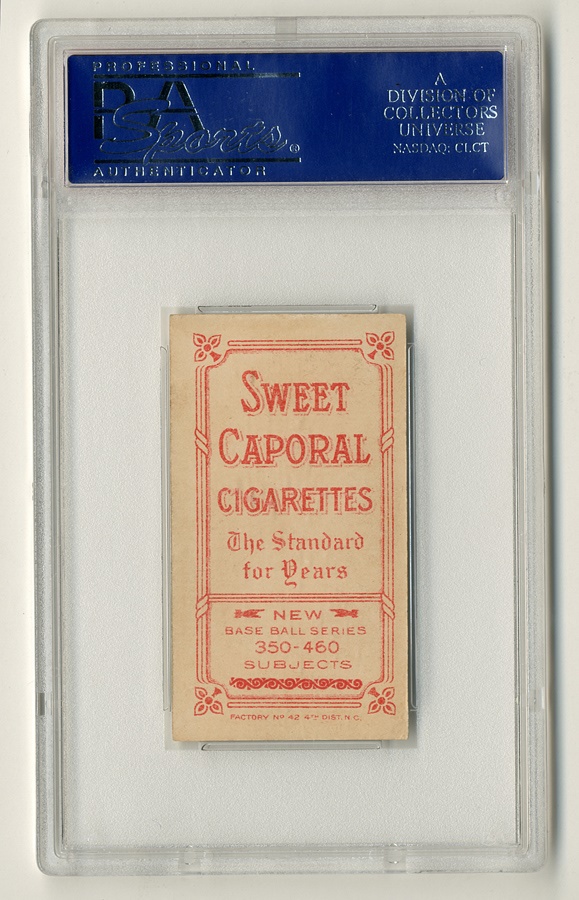 PROFESSIONAL
PSA
Sports®
AUTHENTICATOR
A
DIVISION OF
COLLECTORS
UNIVERSE
NASDAQ: CLCT
SWEET
CAPORAL
CIGARETTES
The Standard
for Years
NEW
BASE BALL SERIES
350-460
SUBJECTS
FACTORY Nº 42 4TH DIST. N.C.